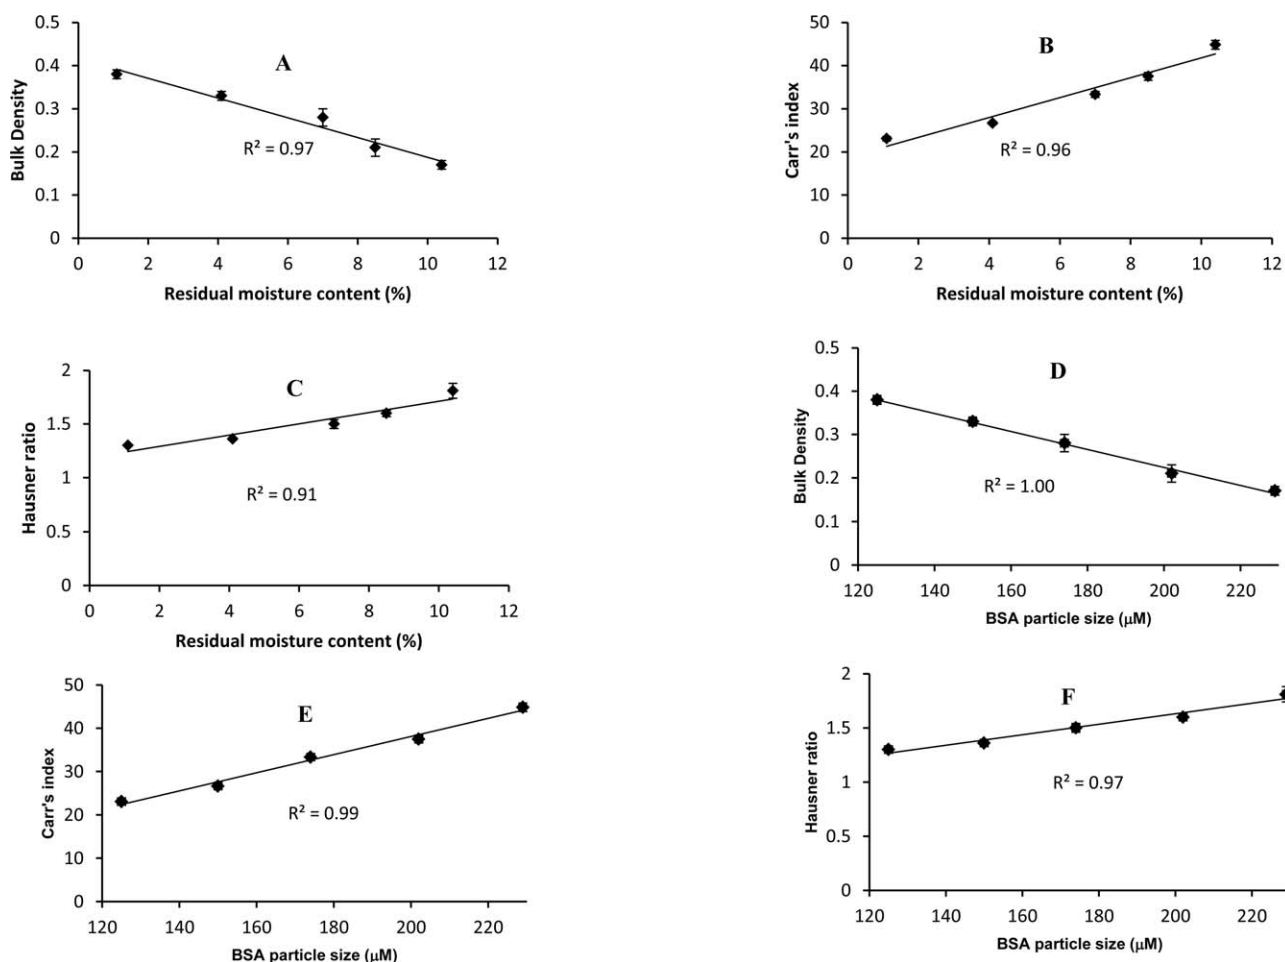 A
Bulk Density
0.5
0.4
0.3
0.2
0.1
0
R² = 0.97
0 2 4 6 8 10 12
Residual moisture content (%)
B
Carr's index
50
40
30
20
10
0
R² = 0.96
0 2 4 6 8 10 12
Residual moisture content (%)
C
Hausner ratio
2
1.5
1
0.5
0
R² = 0.91
0 2 4 6 8 10 12
Residual moisture content (%)
D
Bulk Density
0.5
0.4
0.3
0.2
0.1
0
R² = 1.00
120 140 160 180 200 220
BSA particle size (μM)
E
Carr's index
50
40
30
20
10
0
R² = 0.99
120 140 160 180 200 220
BSA particle size (μM)
F
Hausner ratio
2
1.5
1
0.5
0
R² = 0.97
120 140 160 180 200 220
BSA particle size (μM)